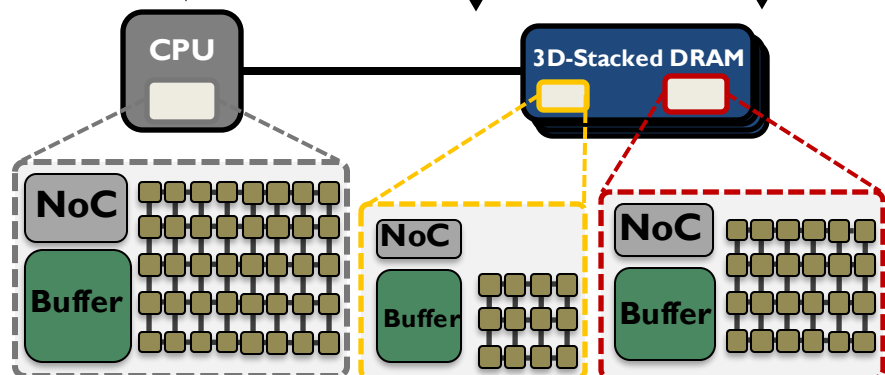 CPU
3D-Stacked DRAM
NoC
Buffer
NoC
Buffer
NoC
Buffer